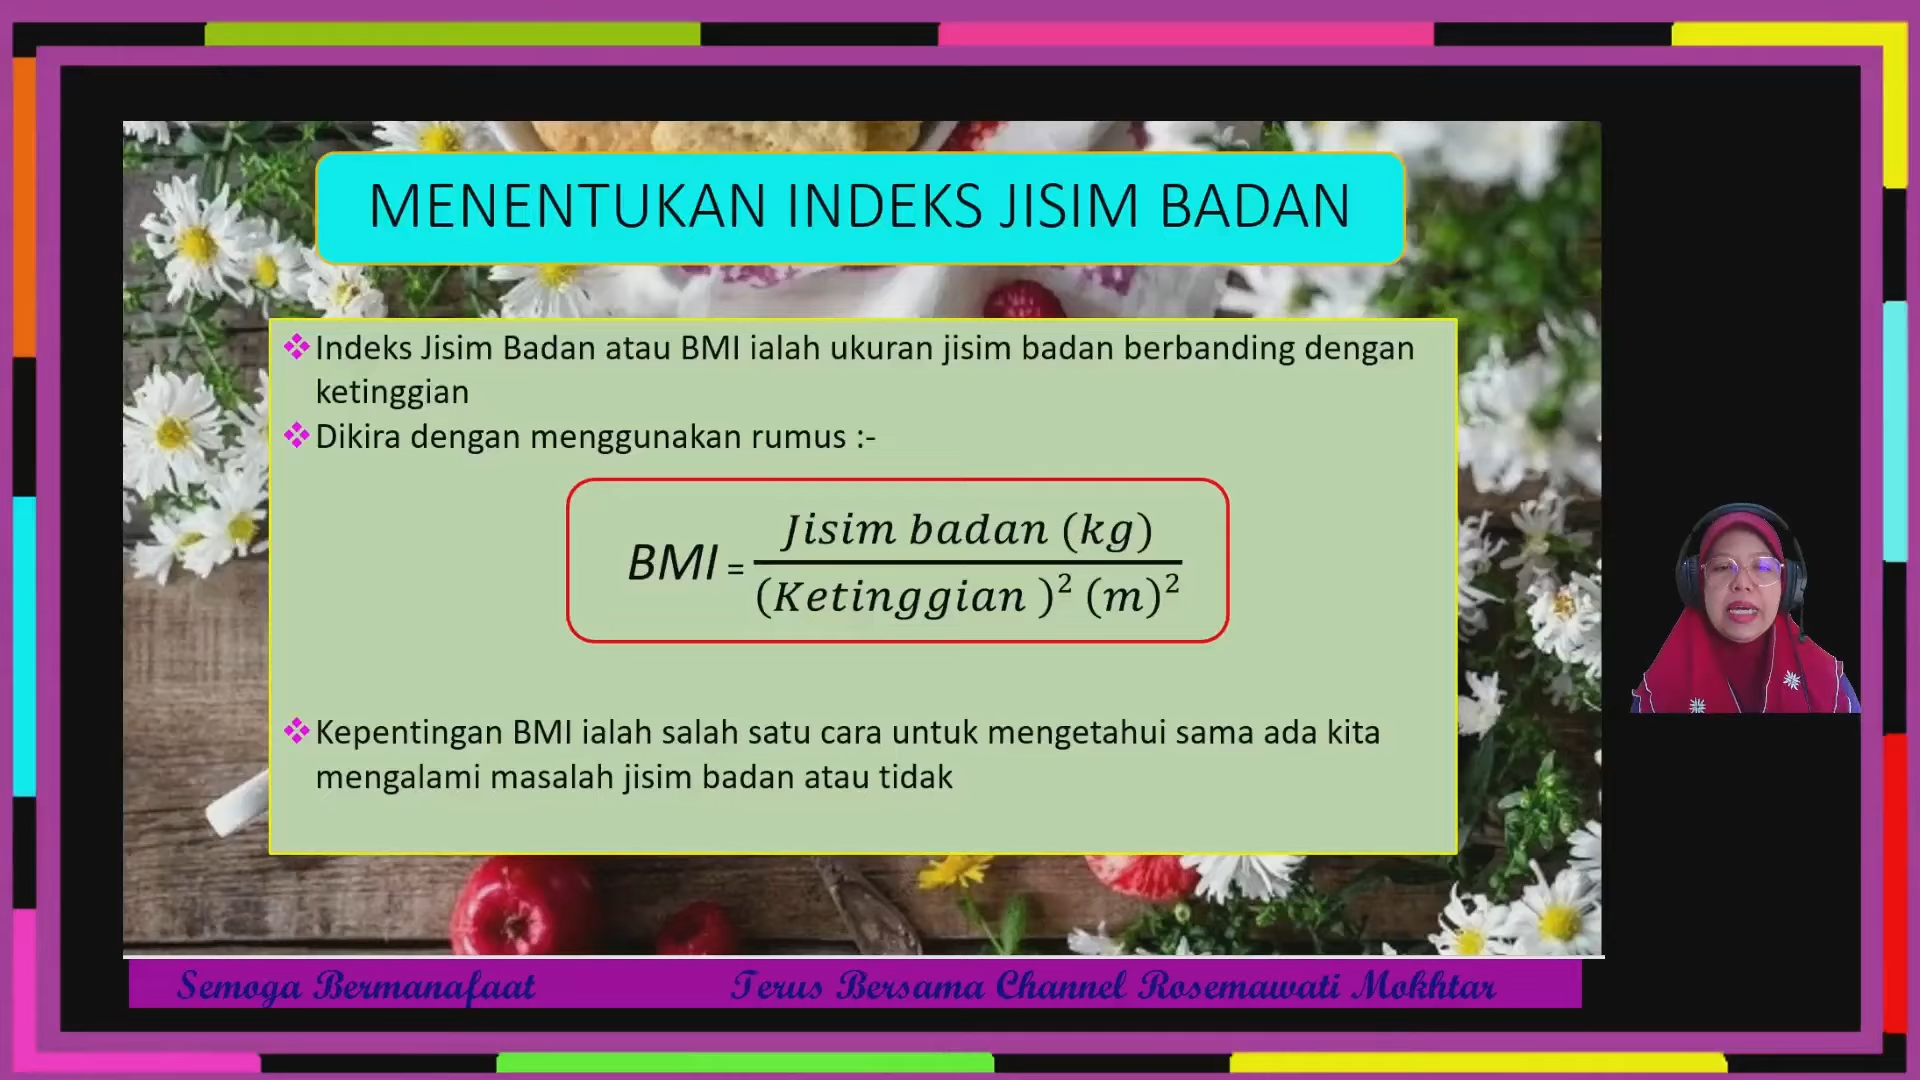 MENENTUKAN INDEKS JISIM BADAN
❖Indeks Jisim Badan atau BMI ialah ukuran jisim badan berbanding dengan
ketinggian
❖Dikira dengan menggunakan rumus :-
BMI = Jisim badan (kg)
(Ketinggian )² (m)²
❖Kepentingan BMI ialah salah satu cara untuk mengetahui sama ada kita
mengalami masalah jisim badan atau tidak
Semoga Bermanafaat Terus Bersama Channel Rosemawati Mokhtar